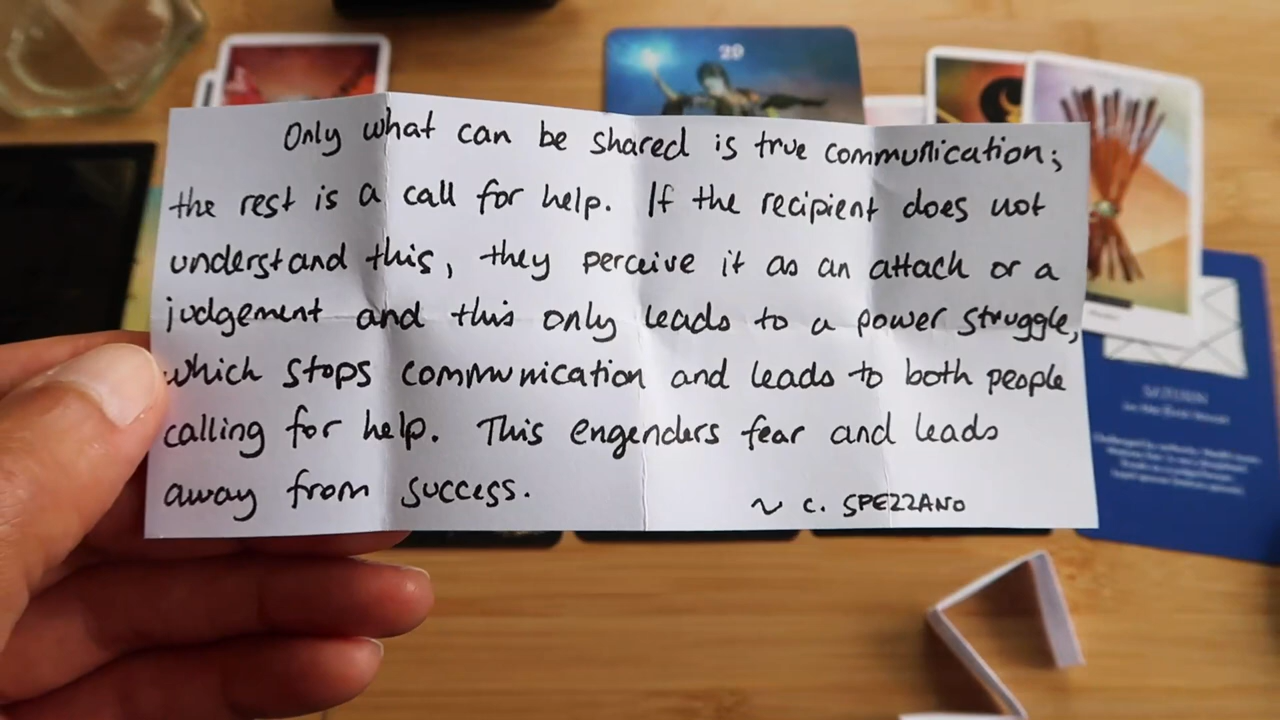 29
Only what can be shared is true communication;
the rest is a call for help. If the recipient does not
understand this, they perceive it as an attack or a
judgement and this only leads to a power struggle,
which stops communication and leads to both people
calling for help. This engenders fear and leads
away from success.
~ C. SPEZZANO